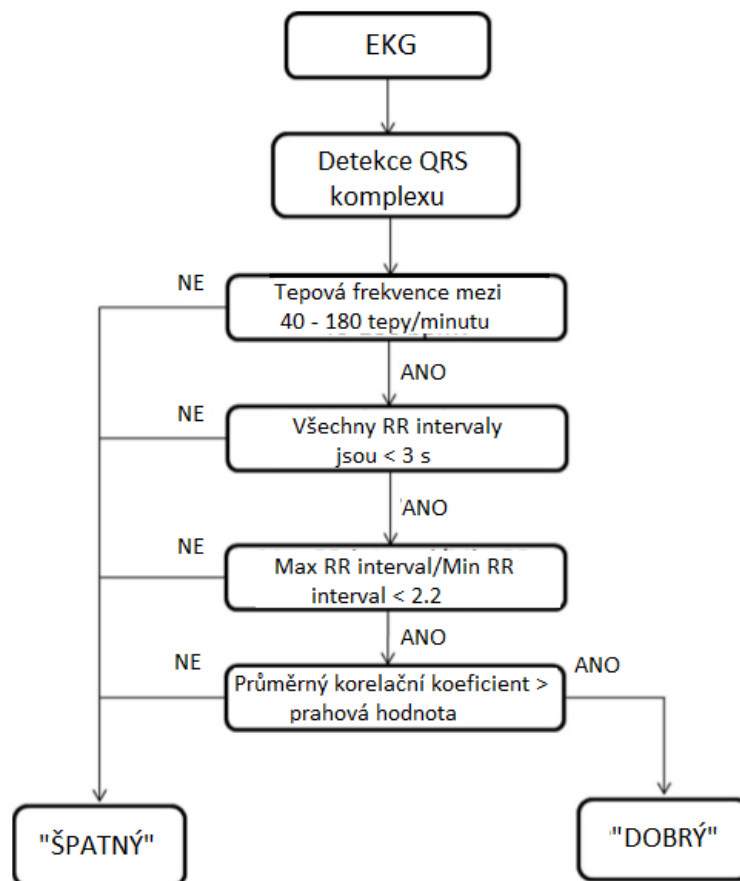 EKG
Detekce QRS
komplexu
NE
Tepová frekvence mezi
40 - 180 tepy/minutu
ANO
NE
Všechny RR intervaly
jsou < 3 s
ANO
NE
Max RR interval/Min RR
interval < 2.2
ANO
NE
ANO
Průměrný korelační koeficient >
prahová hodnota
"ŠPATNÝ"
"DOBRÝ"